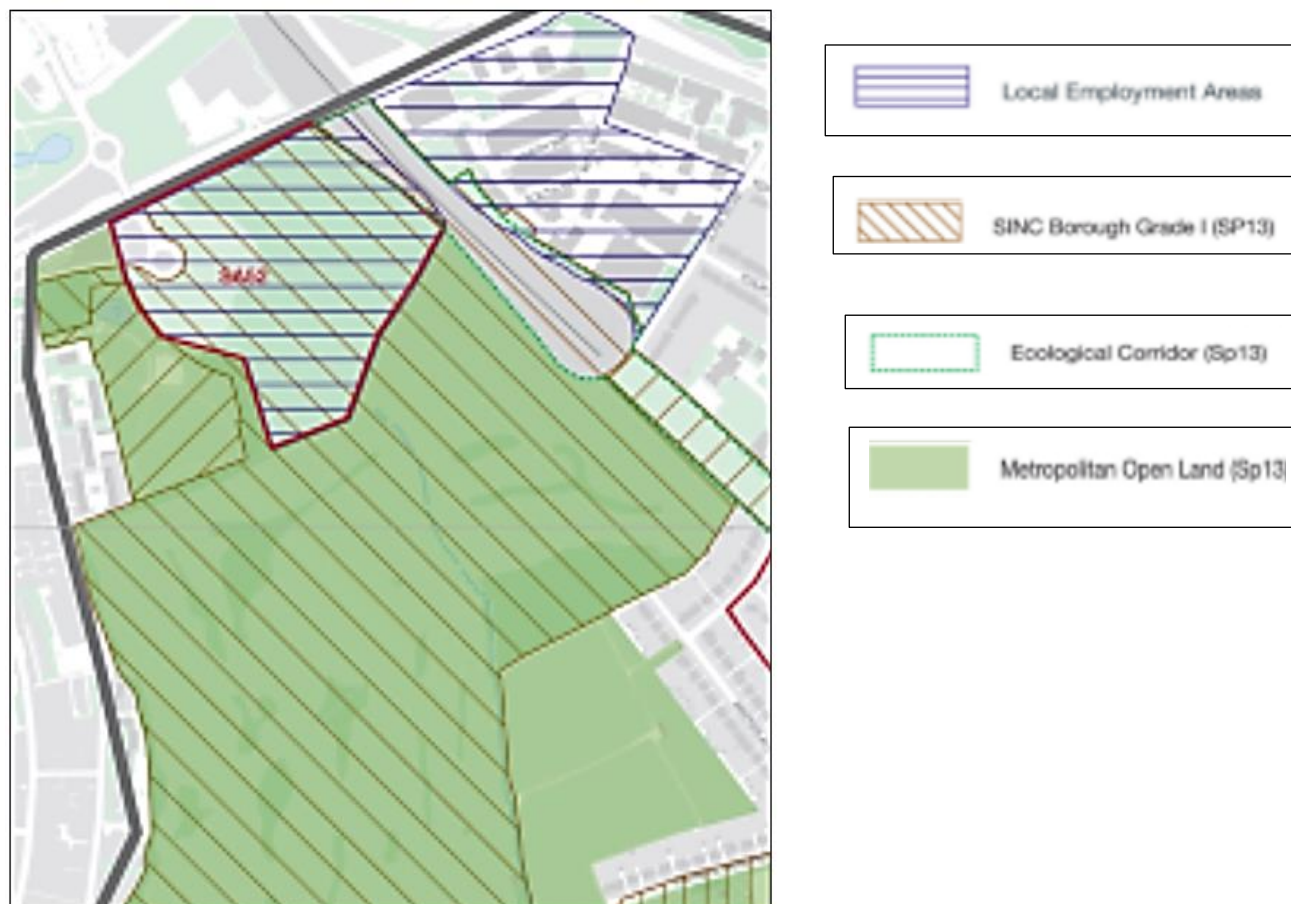 Local Employment Areas
SINC Borough Grade I (SP13)
Ecological Corridor (Sp13)
Metropolitan Open Land (Sp13